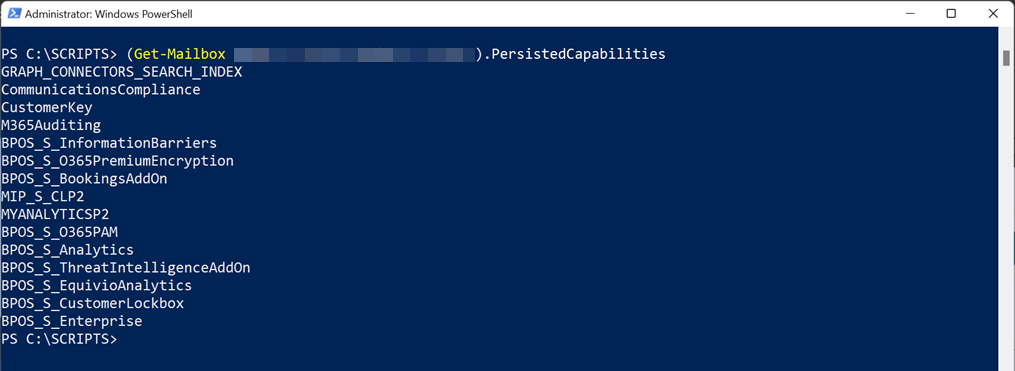 Administrator: Windows PowerShell
PS C:\SCRIPTS> (Get-Mailbox ).PersistedCapabilities
GRAPH_CONNECTORS_SEARCH_INDEX
CommunicationsCompliance
CustomerKey
M365Auditing
BPOS_S_InformationBarriers
BPOS_S_O365PremiumEncryption
BPOS_S_BookingsAddOn
MIP_S_CLP2
MYANALYTICSP2
BPOS_S_O365PAM
BPOS_S_Analytics
BPOS_S_ThreatIntelligenceAddOn
BPOS_S_EquivioAnalytics
BPOS_S_CustomerLockbox
BPOS_S_Enterprise
PS C:\SCRIPTS>